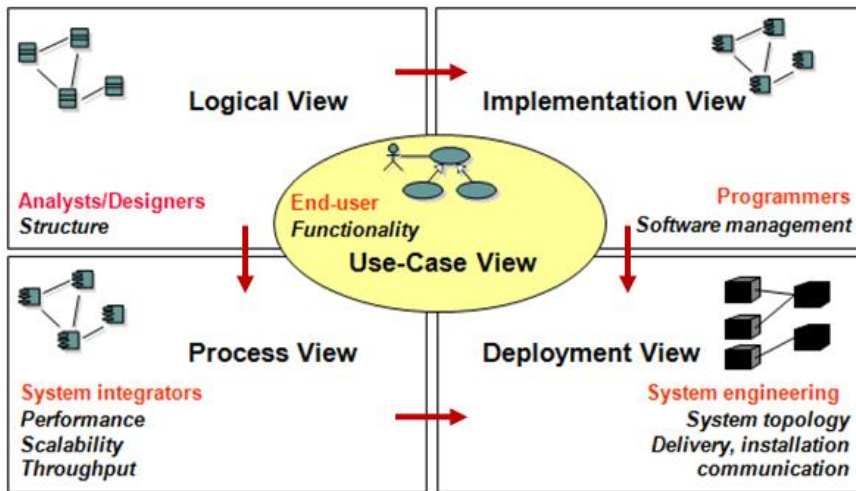 Logical View
Implementation View
Analysts/Designers
Structure
End-user
Functionality
Use-Case View
Programmers
Software management
Process View
Deployment View
System integrators
Performance
Scalability
Throughput
System engineering
System topology
Delivery, installation
communication